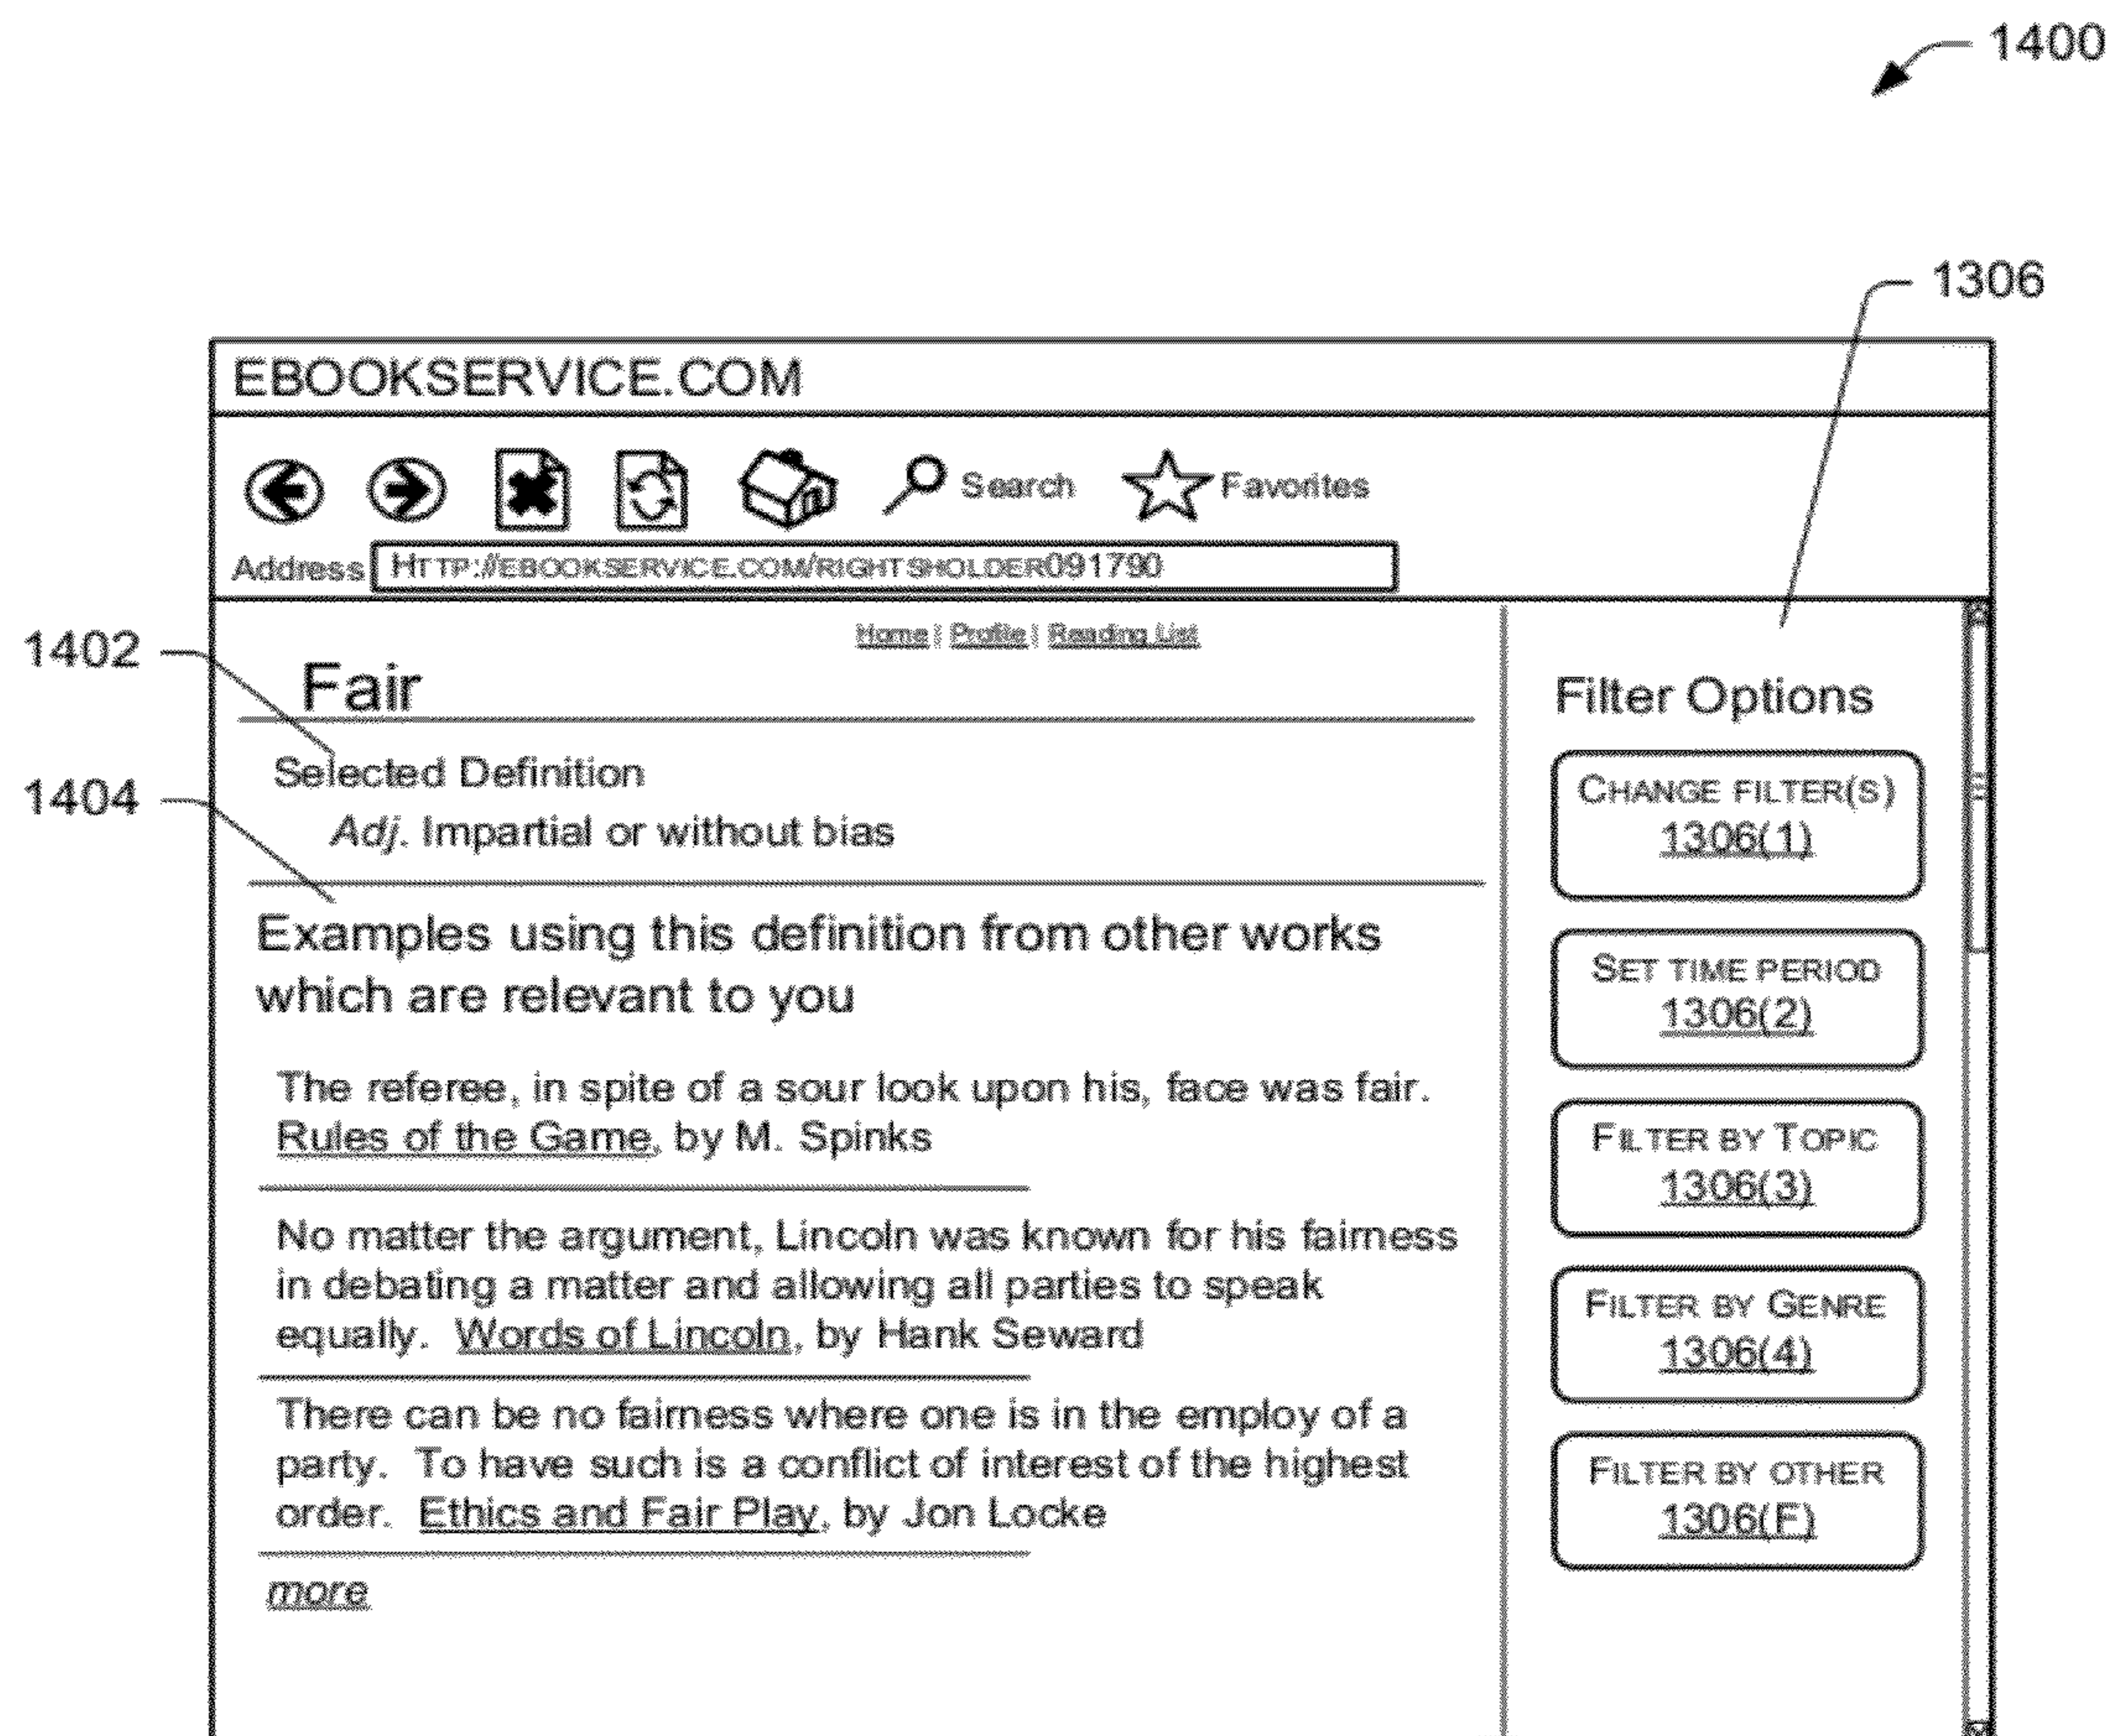 1400
1306
EBOOKSERVICE.COM
Search
Favorites
Address HTTP://EBOOKSERVICE.COM/RIGHTSHOLDER091790
Home | Profile | Reading List
1402
Fair
Selected Definition
1404
Adj. Impartial or without bias
Examples using this definition from other works
which are relevant to you
The referee, in spite of a sour look upon his, face was fair.
Rules of the Game, by M. Spinks
No matter the argument, Lincoln was known for his fairness
in debating a matter and allowing all parties to speak
equally. Words of Lincoln, by Hank Seward
There can be no fairness where one is in the employ of a
party. To have such is a conflict of interest of the highest
order. Ethics and Fair Play, by Jon Locke
more
Filter Options
CHANGE FILTER(S)
1306(1)
SET TIME PERIOD
1306(2)
FILTER BY TOPIC
1306(3)
FILTER BY GENRE
1306(4)
FILTER BY OTHER
1306(F)